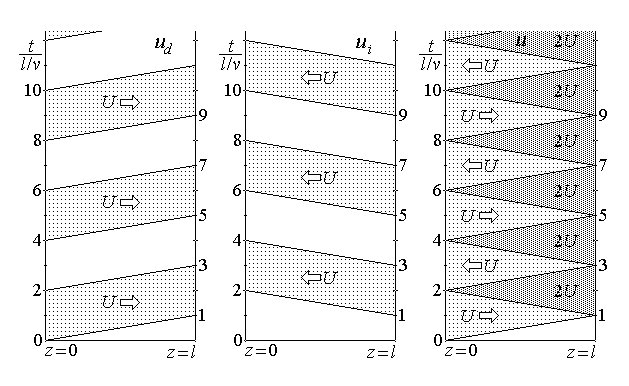 t u_d t u_i t u 2U
l/v l/v l/v
U U
10 U 10 10 2U
U 9 9 U 9
8 8 8 2U
7 7 U 7
6 U 6 U 6 2U
5 5 U 5
4 4 4 2U
3 3 U 3
2 U 2 U 2 2U
1 1 U 1
0 0 0
z=0 z=l z=0 z=l z=0 z=l